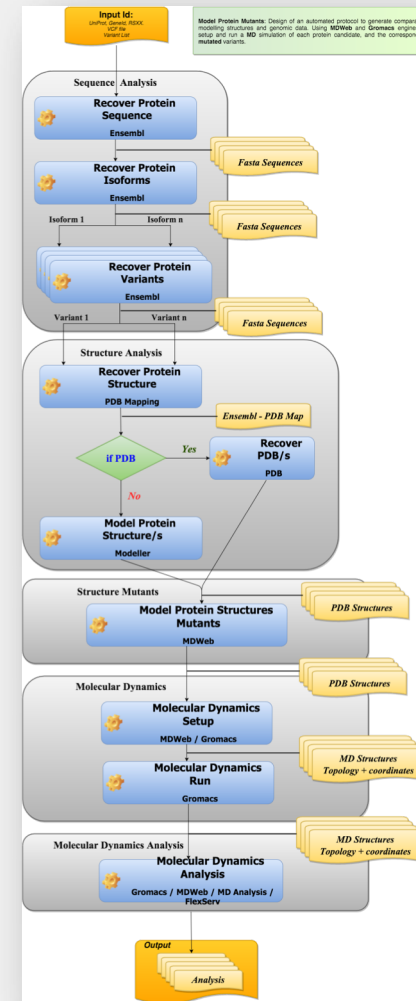 Input Id:
UniProt, GeneId, RSXX,
VCF file
Variant List
Model Protein Mutants: Design of an automated protocol to generate compara
modelling structures and genomic data. Using MDWeb and Gromacs engine
setup and run a MD simulation of each protein candidate, and the correspon
mutated variants.
Sequence Analysis
Recover Protein
Sequence
Ensembl
Fasta Sequences
Recover Protein
Isoforms
Ensembl
Fasta Sequences
Isoform 1
Isoform n
Recover Protein
Variants
Ensembl
Fasta Sequences
Variant 1
Variant n
Structure Analysis
Recover Protein
Structure
PDB Mapping
Ensembl - PDB Map
if PDB
Yes
Recover
PDB/s
PDB
No
Model Protein
Structure/s
Modeller
Structure Mutants
PDB Structures
Model Protein Structures
Mutants
MDWeb
PDB Structures
Molecular Dynamics
Molecular Dynamics
Setup
MDWeb / Gromacs
MD Structures
Topology + coordinates
Molecular Dynamics
Run
Gromacs
MD Structures
Topology + coordinates
Molecular Dynamics Analysis
Molecular Dynamics
Analysis
Gromacs / MDWeb / MD Analysis /
FlexServ
Output
Analysis